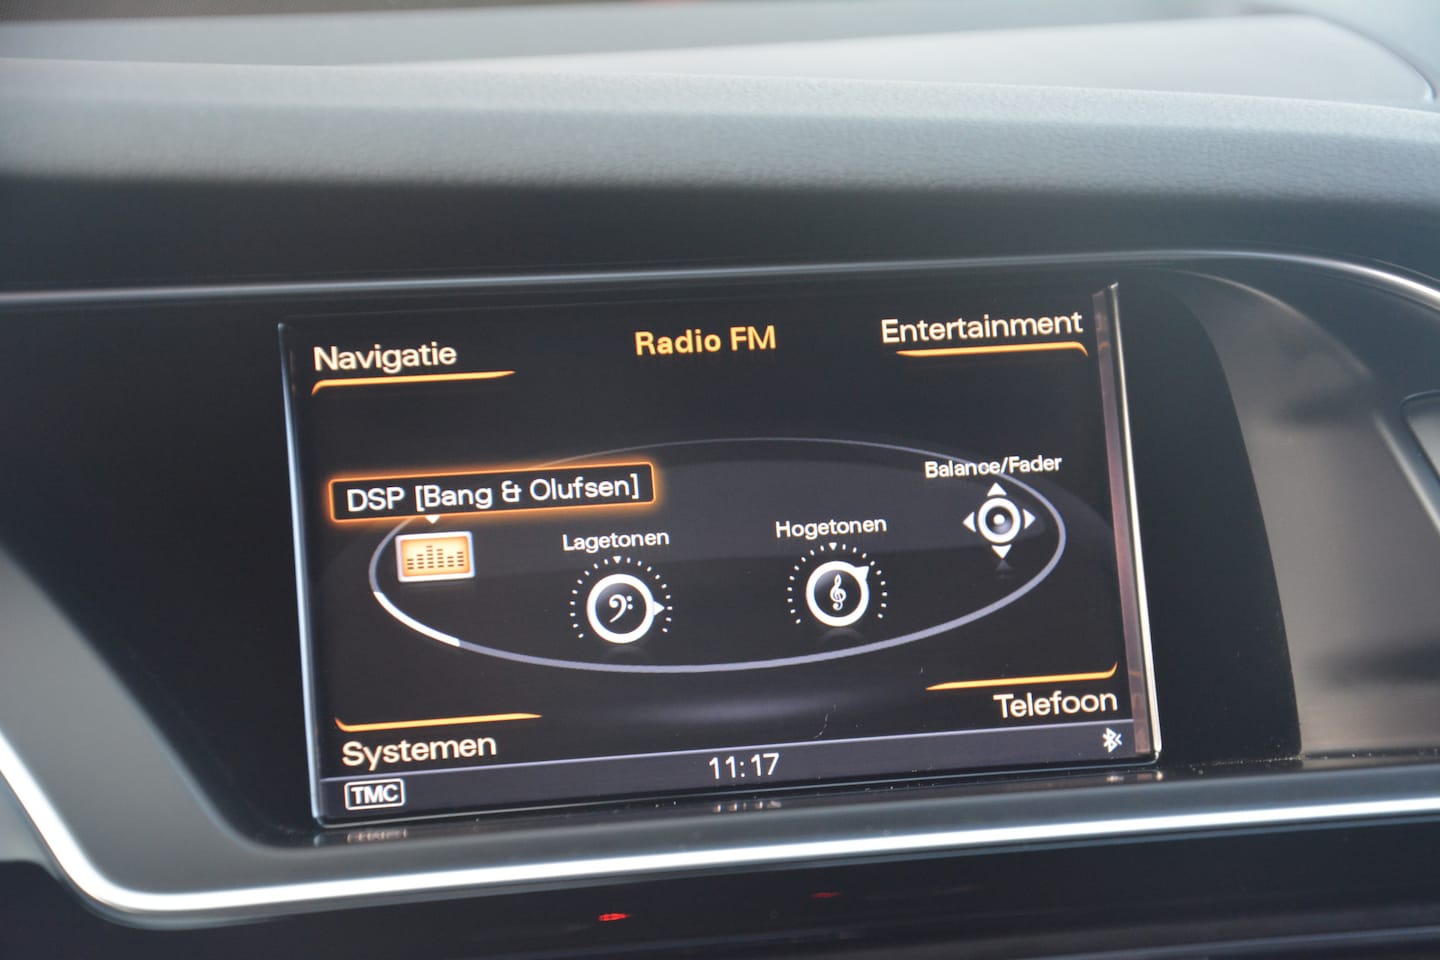 Navigatie
Radio FM
Entertainment
DSP [Bang & Olufsen]
Lagetonen
Hogetonen
Balance/Fader
Systemen
Telefoon
TMC
11:17